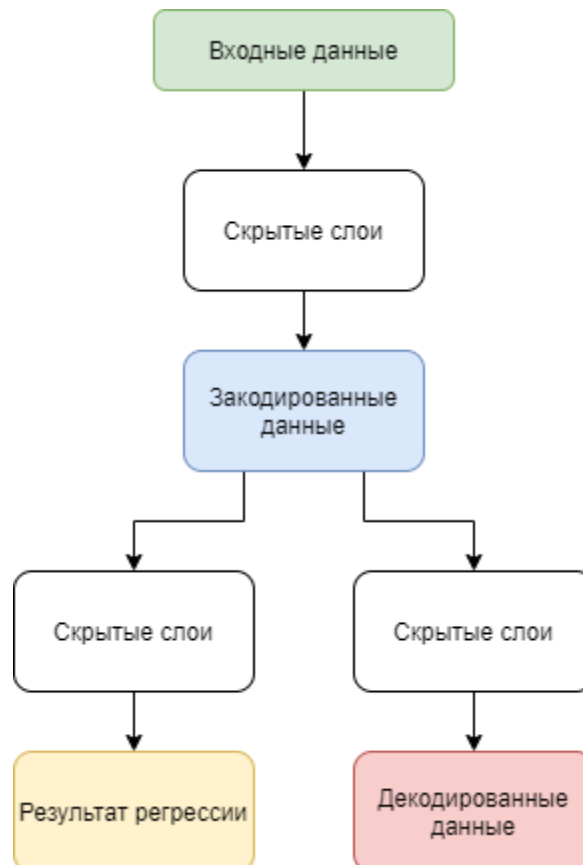 Входные данные
Скрытые слои
Закодированные
данные
Скрытые слои
Скрытые слои
Результат регрессии
Декодированные
данные